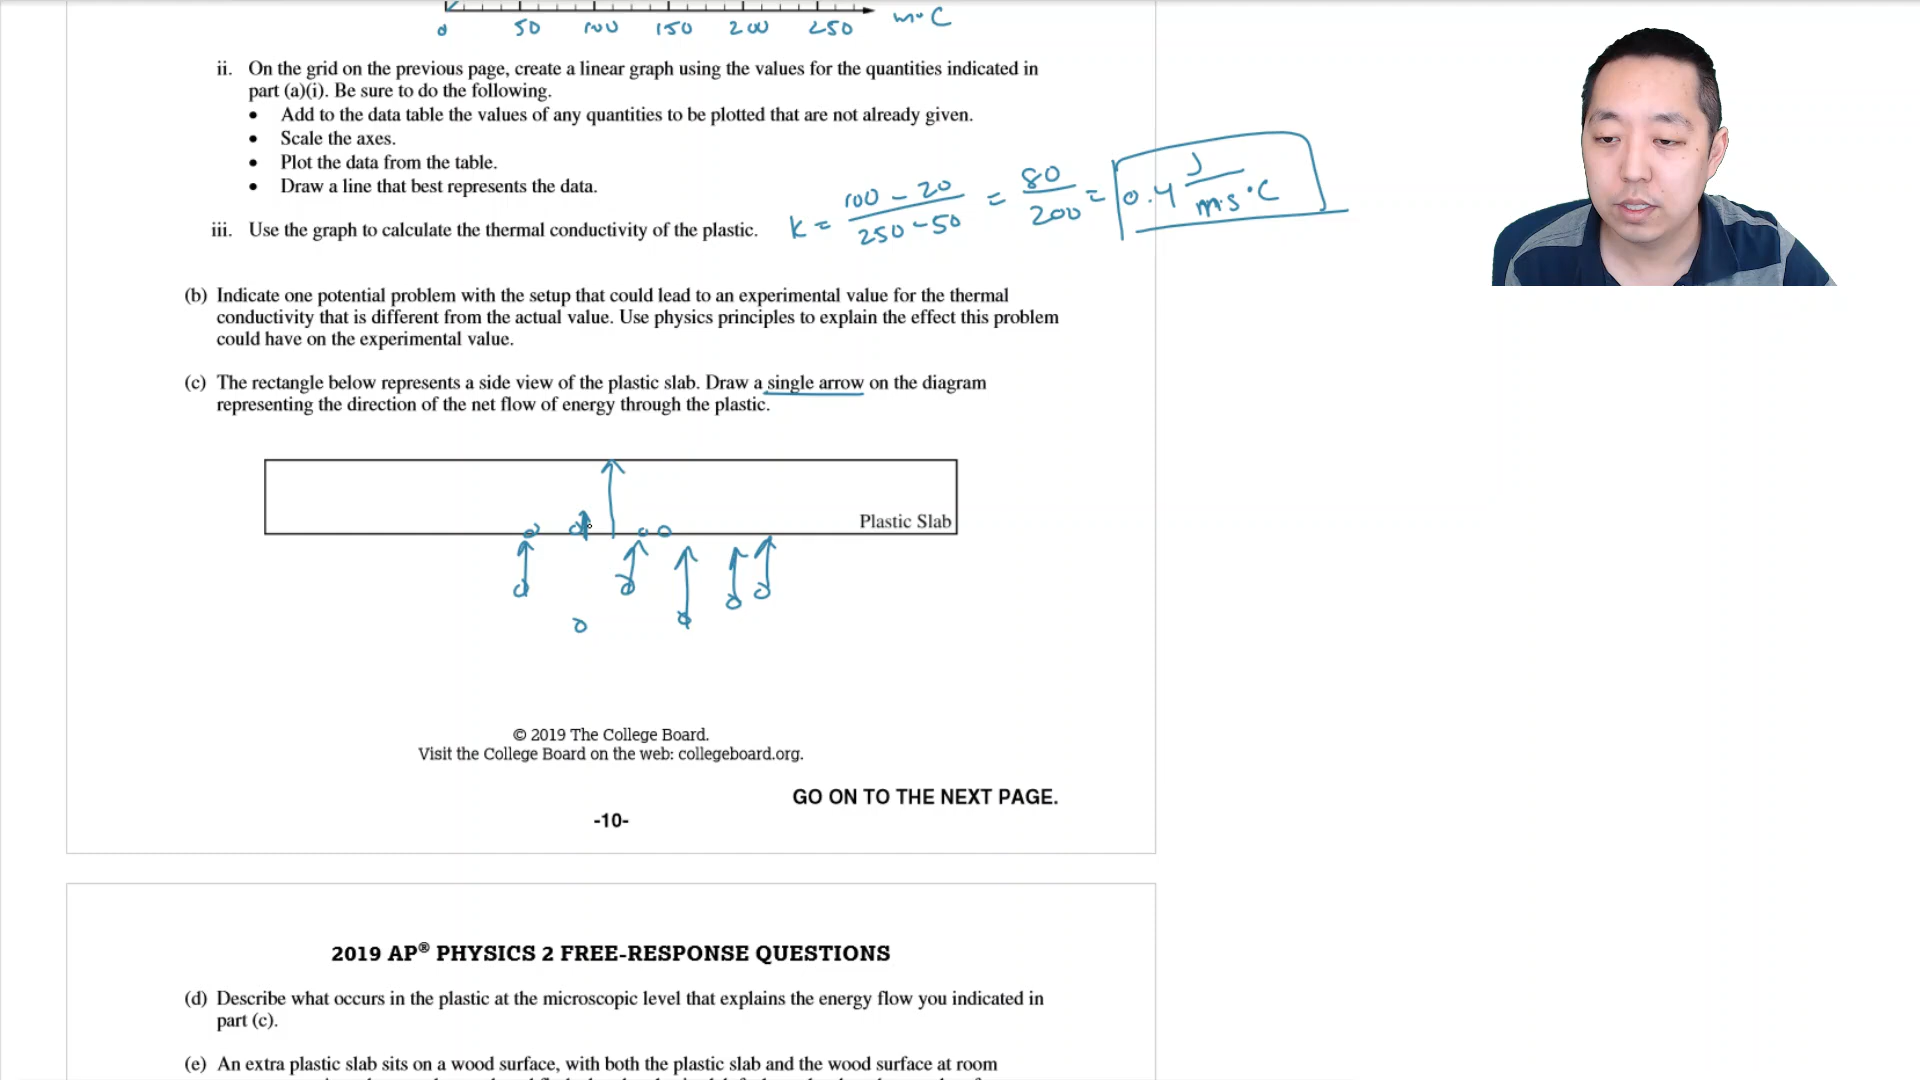 0 50 100 150 200 250 m·°C
ii. On the grid on the previous page, create a linear graph using the values for the quantities indicated in
part (a)(i). Be sure to do the following.
• Add to the data table the values of any quantities to be plotted that are not already given.
• Scale the axes.
• Plot the data from the table.
• Draw a line that best represents the data.
iii. Use the graph to calculate the thermal conductivity of the plastic.
k = (100 - 20)/(250 - 50) = 80/200 = 0.4 J/(m·s·°C)
(b) Indicate one potential problem with the setup that could lead to an experimental value for the thermal
conductivity that is different from the actual value. Use physics principles to explain the effect this problem
could have on the experimental value.
(c) The rectangle below represents a side view of the plastic slab. Draw a single arrow on the diagram
representing the direction of the net flow of energy through the plastic.
Plastic Slab
© 2019 The College Board.
Visit the College Board on the web: collegeboard.org.
GO ON TO THE NEXT PAGE.
-10-
2019 AP® PHYSICS 2 FREE-RESPONSE QUESTIONS
(d) Describe what occurs in the plastic at the microscopic level that explains the energy flow you indicated in
part (c).
(e) An extra plastic slab sits on a wood surface, with both the plastic slab and the wood surface at room